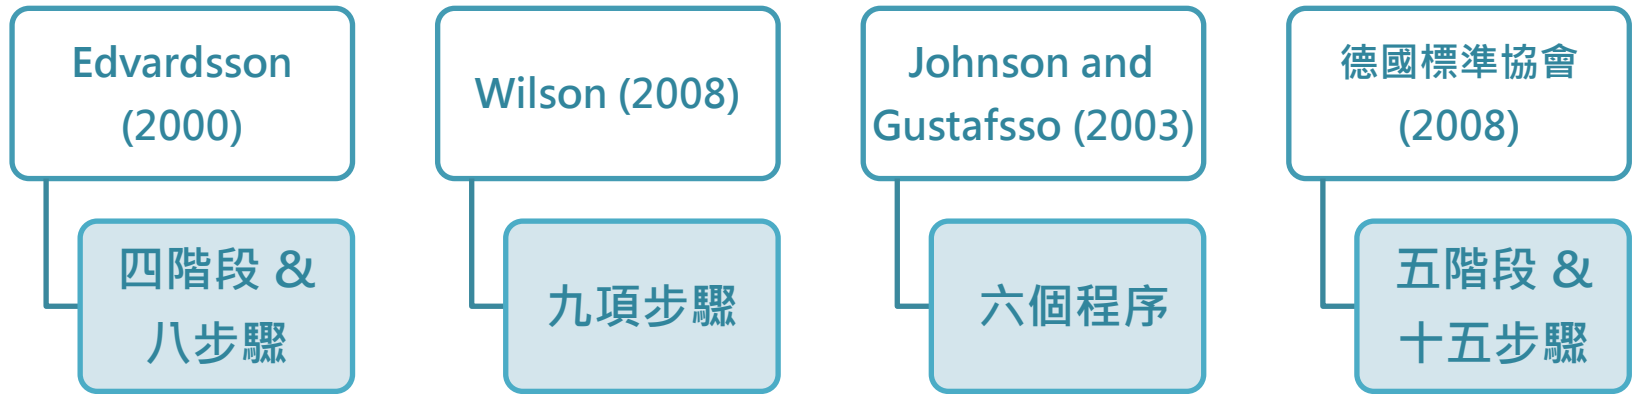 Edvardsson
(2000)
四階段 &
八步驟
Wilson (2008)
九項步驟
Johnson and
Gustafsso (2003)
六個程序
德國標準協會
(2008)
五階段 &
十五步驟